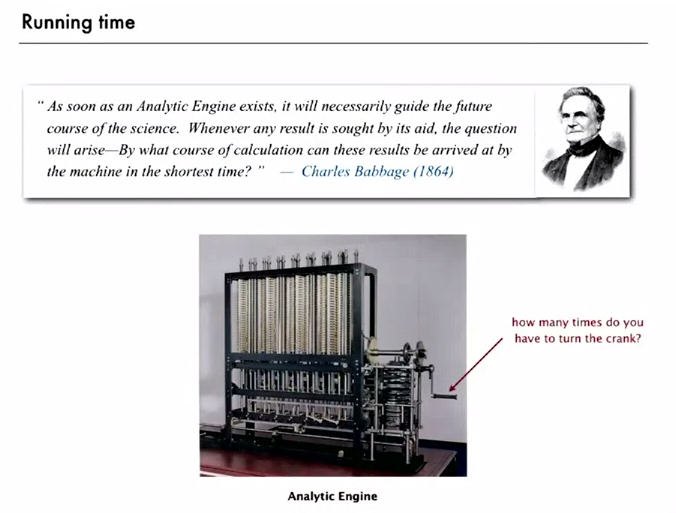 Running time
“ As soon as an Analytic Engine exists, it will necessarily guide the future
course of the science. Whenever any result is sought by its aid, the question
will arise—By what course of calculation can these results be arrived at by
the machine in the shortest time? ” — Charles Babbage (1864)
how many times do you
have to turn the crank?
Analytic Engine